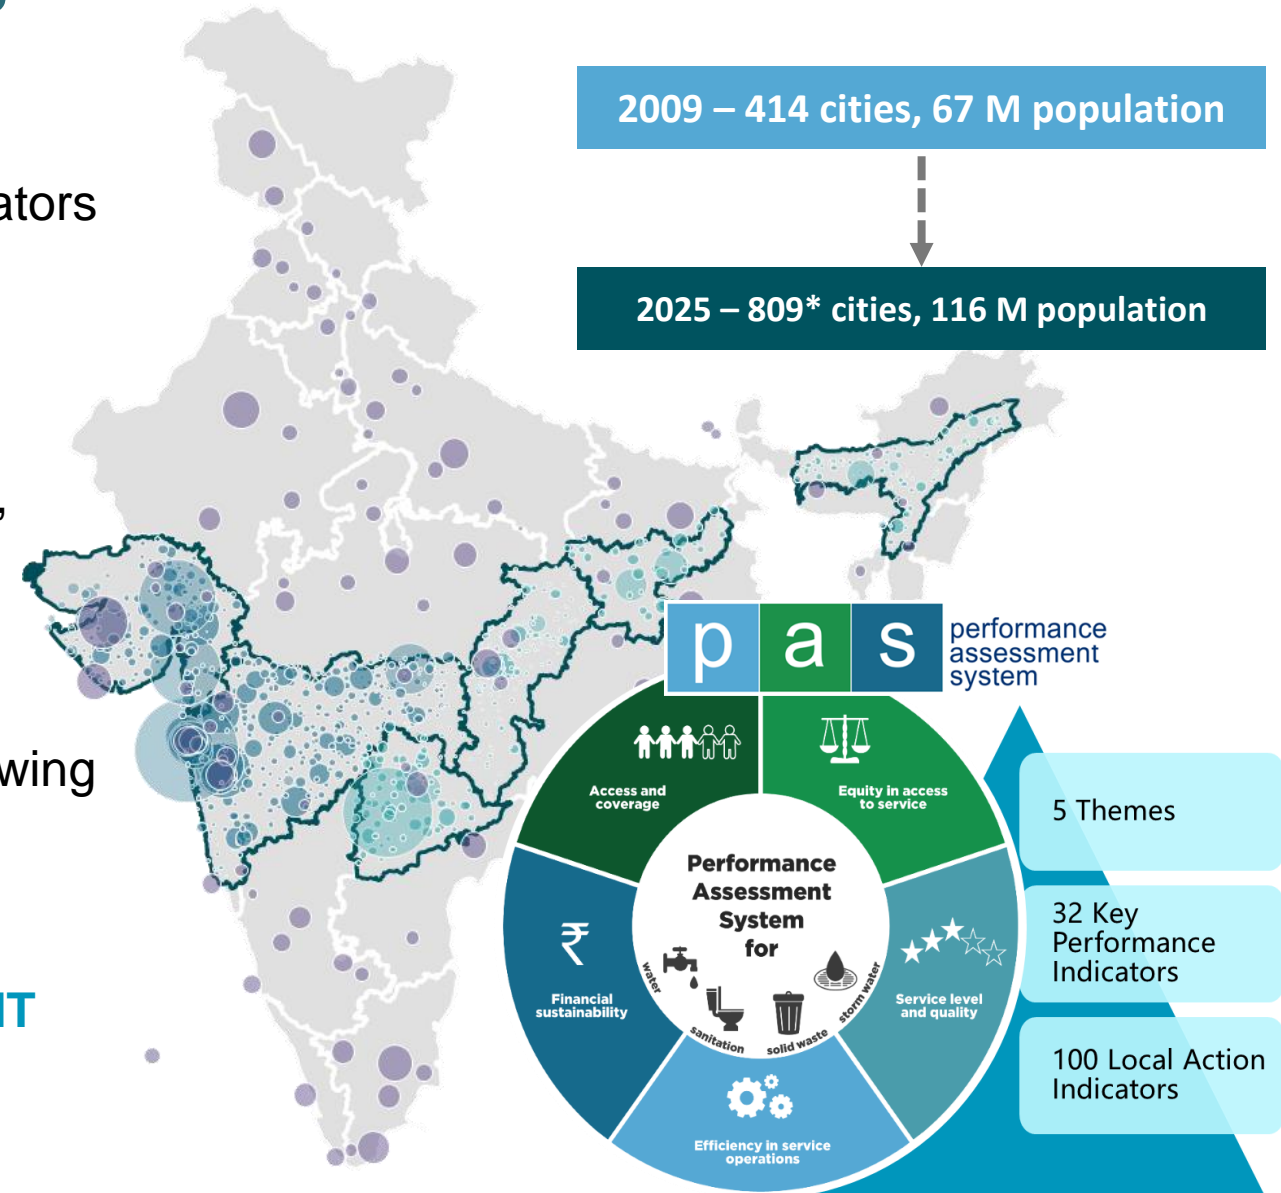 2009 – 414 cities, 67 M population
ators
2025 – 809* cities, 116 M population
,
wing
IT
p a s
performance
assessment
system
Access and
coverage
Equity in access
to service
5 Themes
Performance
Assessment
System
for
32 Key
Performance
Indicators
₹
Financial
sustainability
water
sanitation
solid waste
storm water
Service level
and quality
100 Local Action
Indicators
Efficiency in service
operations